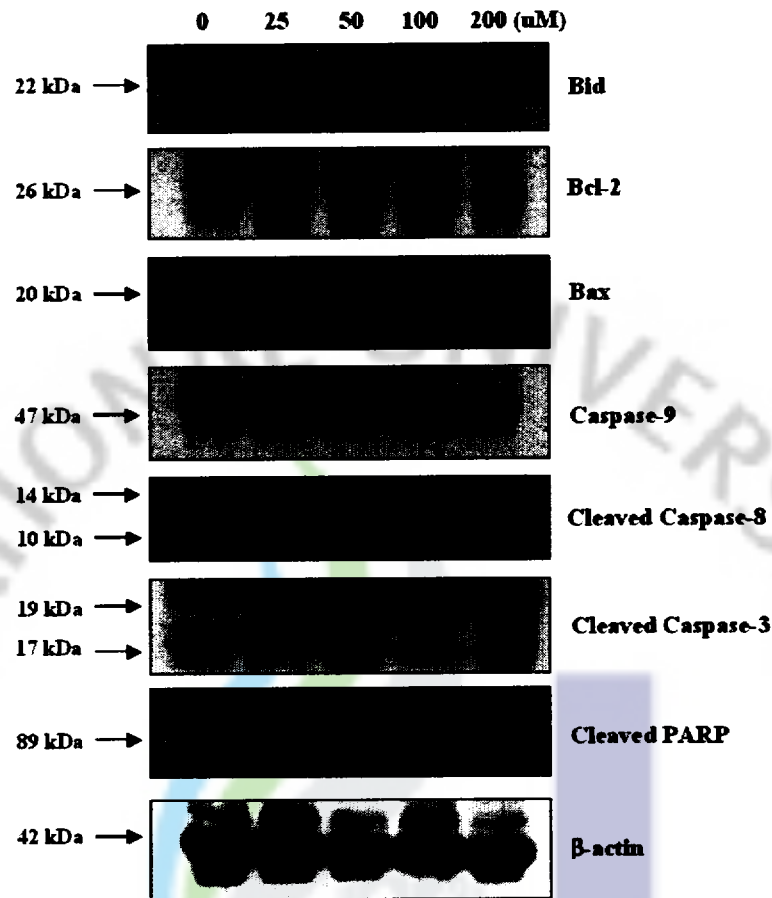 0 25 50 100 200 (uM)
22 kDa Bid
26 kDa Bcl-2
20 kDa Bax
47 kDa Caspase-9
14 kDa
Cleaved Caspase-8
10 kDa
19 kDa
Cleaved Caspase-3
17 kDa
89 kDa Cleaved PARP
42 kDa β-actin